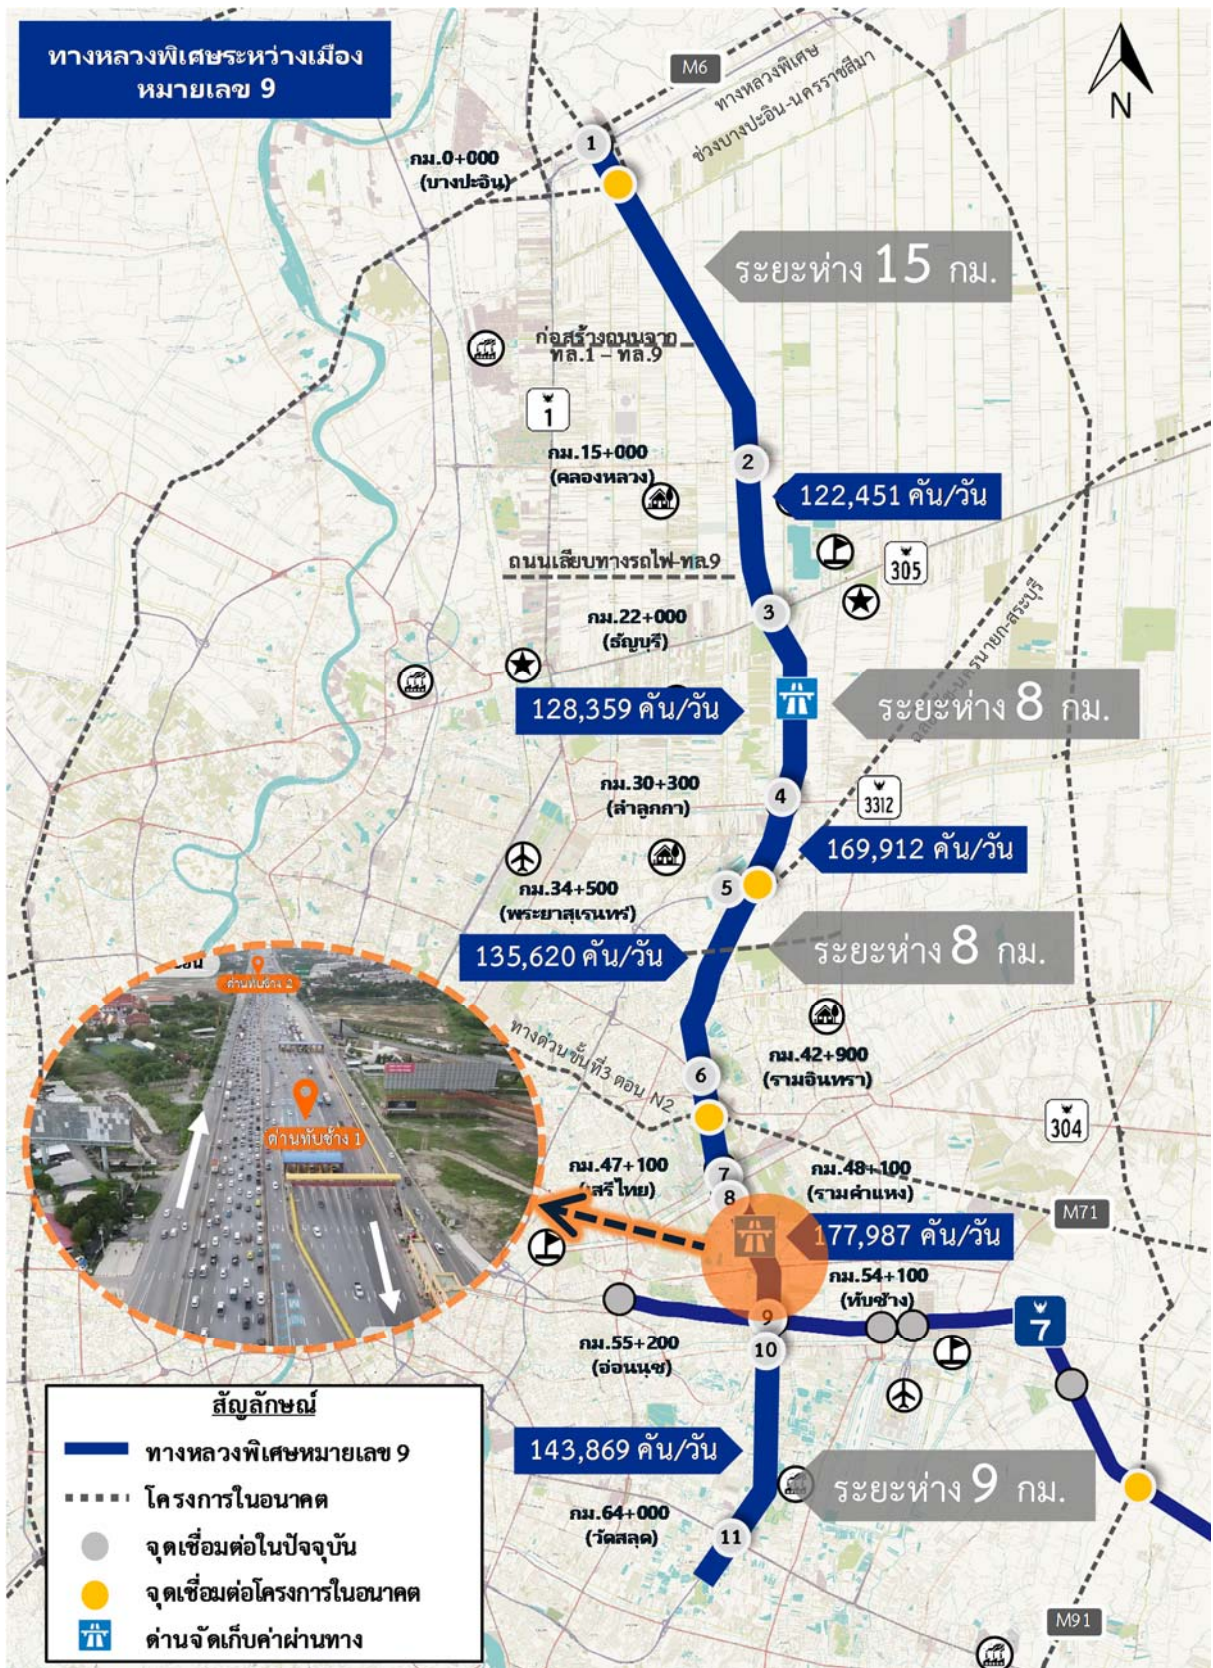 ทางหลวงพิเศษระหว่างเมือง
หมายเลข 9
M6
ทางหลวงพิเศษ
ช่วงบางปะอิน-นครราชสีมา
N
1
กม.0+000
(บางปะอิน)
ระยะห่าง 15 กม.
ก่อสร้างถนนจาก
ทล.1 – ทล.9
1
กม.15+000
(คลองหลวง)
2
122,451 คัน/วัน
ถนนเลียบทางรถไฟ-ทล.9
305
กม.22+000
(ธัญบุรี)
3
128,359 คัน/วัน
ระยะห่าง 8 กม.
นครนายก-สระบุรี
กม.30+300
(ลำลูกกา)
4
3312
169,912 คัน/วัน
5
กม.34+500
(พระยาสุเรนทร์)
135,620 คัน/วัน
ระยะห่าง 8 กม.
ด่านทับช้าง 2
ด่านทับช้าง 1
ทางด่วนขั้นที่3 ตอน N2
6
กม.42+900
(รามอินทรา)
304
กม.47+100
(เสรีไทย)
7
8
กม.48+100
(รามคำแหง)
M71
177,987 คัน/วัน
กม.54+100
(ทับช้าง)
9
7
กม.55+200
(อ่อนนุช)
10
143,869 คัน/วัน
ระยะห่าง 9 กม.
กม.64+000
(วัดสลุด)
11
M91
สัญลักษณ์
ทางหลวงพิเศษหมายเลข 9
โครงการในอนาคต
จุดเชื่อมต่อในปัจจุบัน
จุดเชื่อมต่อโครงการในอนาคต
ด่านจัดเก็บค่าผ่านทาง